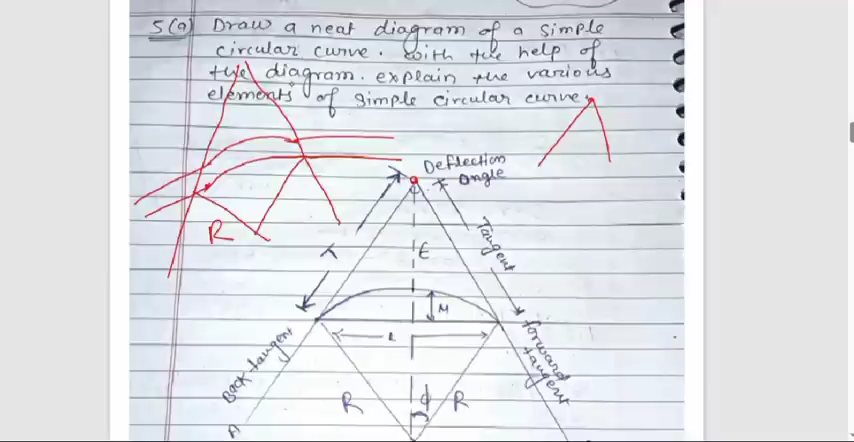 5(a) Draw a neat diagram of a simple
circular curve. With the help of
the diagram. explain the various
elements of simple circular curve.
Deflection
angle
T
E
Tangent
R
M
L
Back tangent
forward
tangent
R
ϕ
R
A